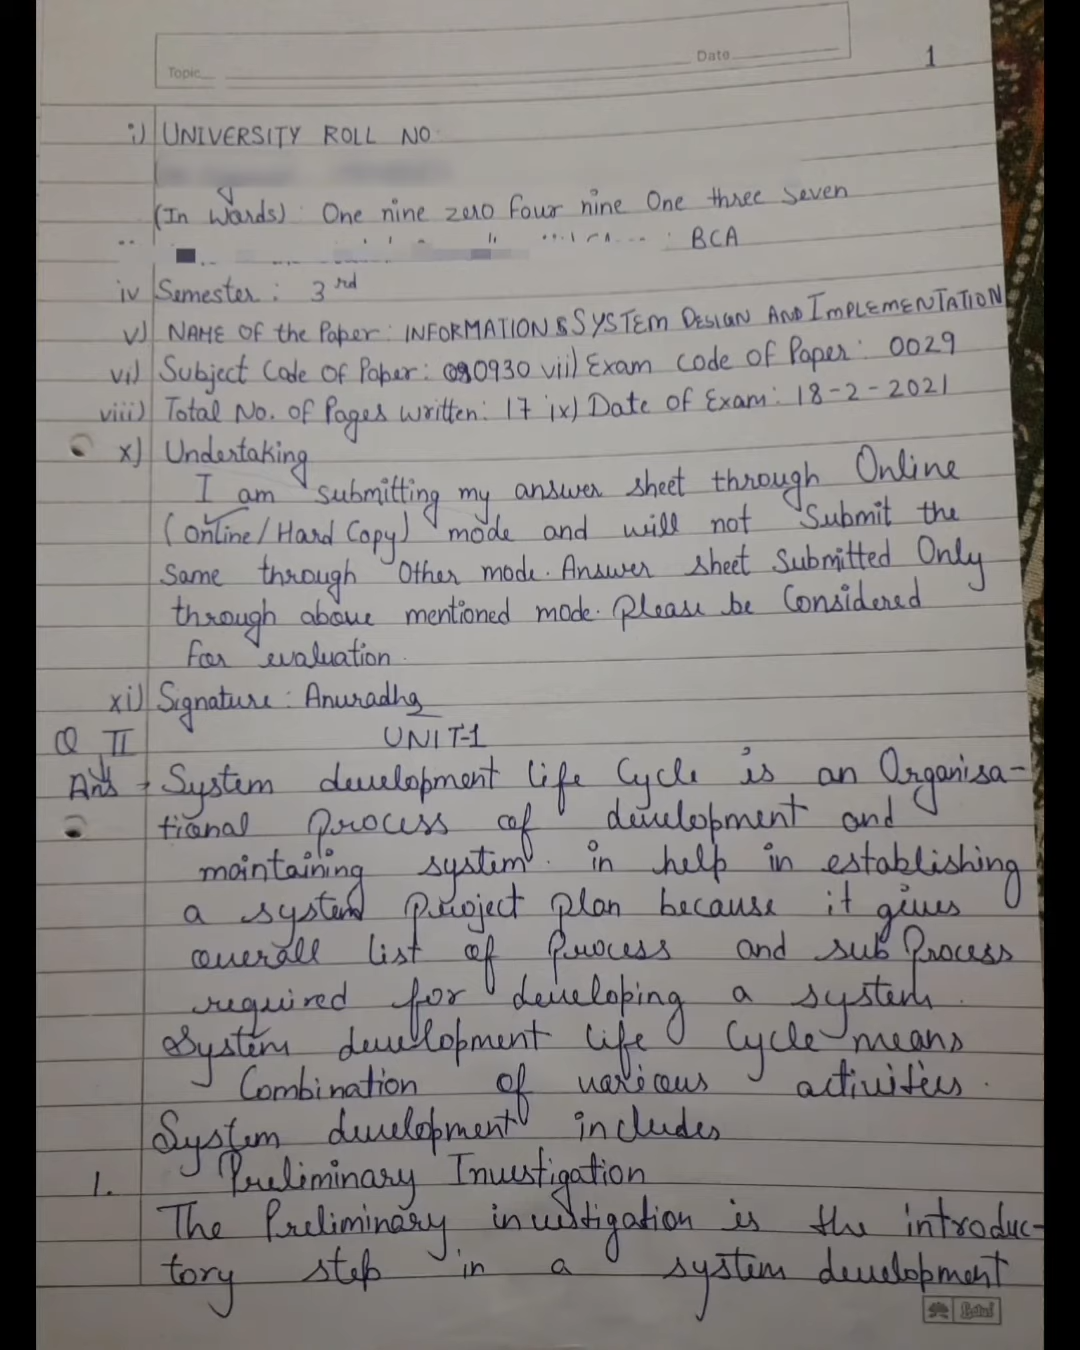 Topic
Date
1
i) UNIVERSITY ROLL NO
(In Wards) One nine zero four nine One three seven
: BCA
iv Semester : 3rd
v) NAME OF the Paper : INFORMATION & SYSTEM DESIGN AND IMPLEMENTATION
vi) Subject Code Of Paper : 090930 vii) Exam code of Paper : 0029
viii) Total No. of Pages written : 17 ix) Date of Exam : 18-2-2021
x) Undertaking
I am submitting my answer sheet through Online
(Online/Hard Copy) mode and will not Submit the
Same through Other mode. Answer sheet Submitted Only
through above mentioned mode. Please be Considered
for evaluation.
xi) Signature : Anuradha
Q II UNIT-1
Ans → System development life Cycle is an Organisa-
tional process of development and
maintaining system. in help in establishing
a system project plan because it gives
overall list of process and sub Process
required for developing a system.
System development life Cycle means
Combination of various activities.
System development includes
1. Preliminary Investigation
The Preliminary investigation is the introduc-
tory step in a system development